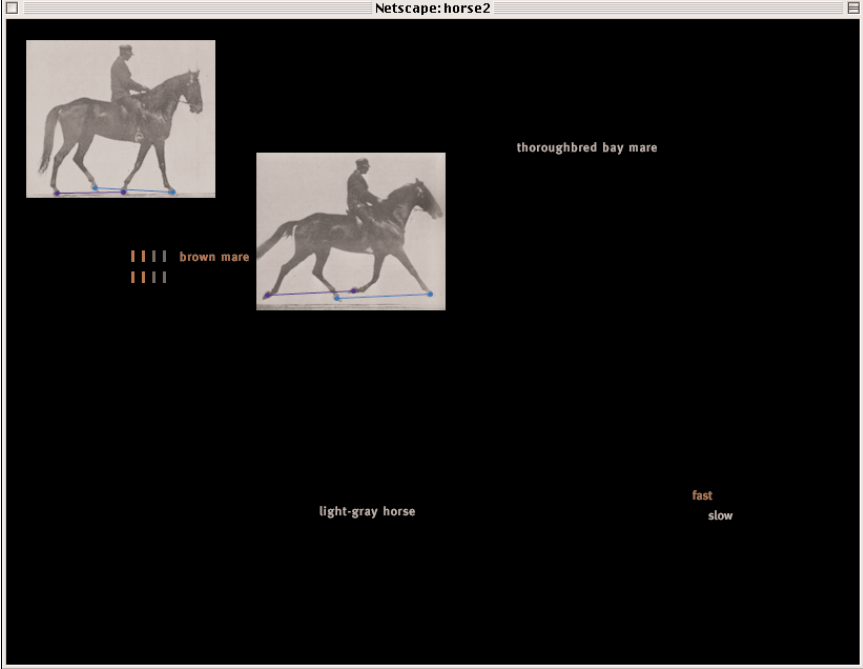 Netscape: horse2
thoroughbred bay mare
brown mare
light-gray horse
fast
slow